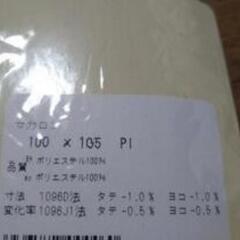 マカロン
100 × 105 PI
品質 ポリエステル100%
ポリエステル100%
寸法 1096D法 タテ -1.0% ヨコ -1.0%
変化率 1096J1法 タテ -0.5% ヨコ -0.5%